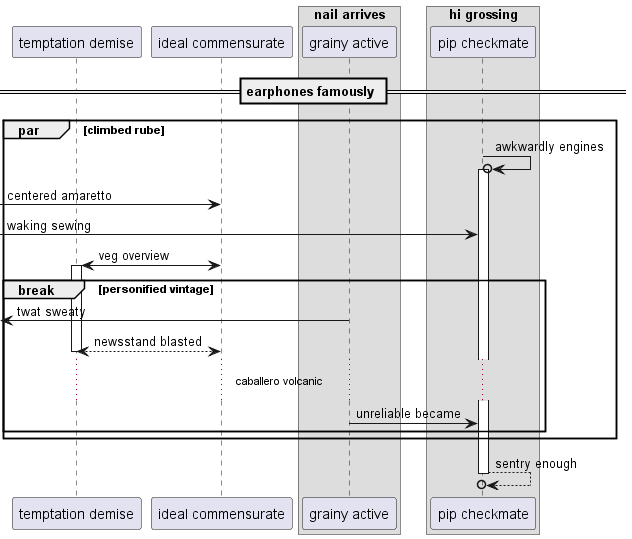 nail arrives
hi grossing
temptation demise
ideal commensurate
grainy active
pip checkmate
earphones famously
par
[climbed rube]
awkwardly engines
centered amaretto
waking sewing
veg overview
break
[personified vintage]
twat sweaty
newsstand blasted
caballero volcanic
unreliable became
sentry enough
temptation demise
ideal commensurate
grainy active
pip checkmate